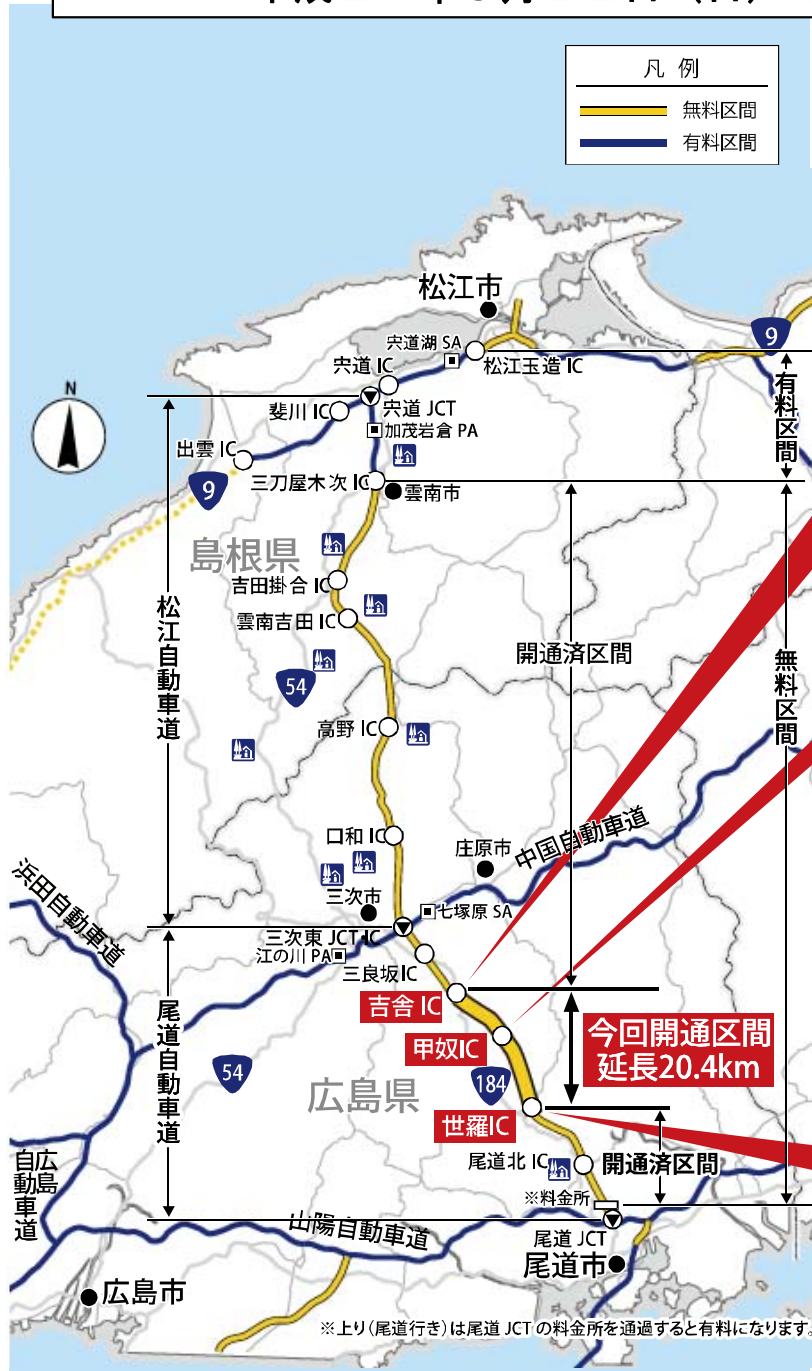 凡 例
無料区間
有料区間
松江市
9
宍道湖 SA
松江玉造 IC
宍道 IC
宍道 JCT
斐川 IC
加茂岩倉 PA
有料区間
N
出雲 IC
9
三刀屋木次 IC
雲南市
島根県
吉田掛合 IC
雲南吉田 IC
松江自動車道
開通済区間
無料区間
54
高野 IC
口和 IC
庄原市
中国自動車道
浜田自動車道
三次市
七塚原 SA
三次東 JCT·IC
江の川 PA
三良坂IC
吉舎 IC
尾道自動車道
今回開通区間
延長20.4km
甲奴IC
54
184
広島県
世羅IC
尾道北 IC
開通済区間
広島自動車道
※料金所
山陽自動車道
尾道 JCT
尾道市
広島市
※上り(尾道行き)は尾道 JCT の料金所を通過すると有料になります。